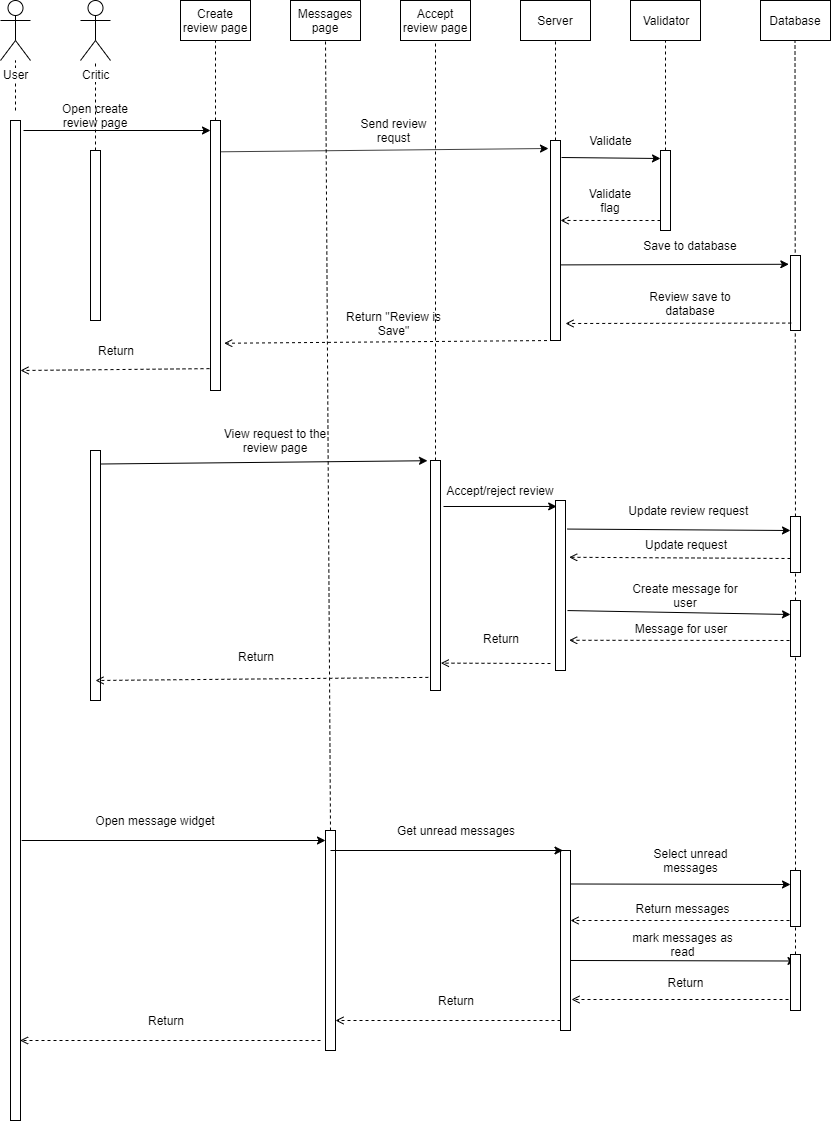 Create
review page
Messages
page
Accept
review page
Server
Validator
Database
User
Critic
Open create
review page
Send review
requst
Validate
Validate
flag
Save to database
Review save to
database
Return "Review is
Save"
Return
View request to the
review page
Accept/reject review
Update review request
Update request
Create message for
user
Message for user
Return
Return
Open message widget
Get unread messages
Select unread
messages
Return messages
mark messages as
read
Return
Return
Return